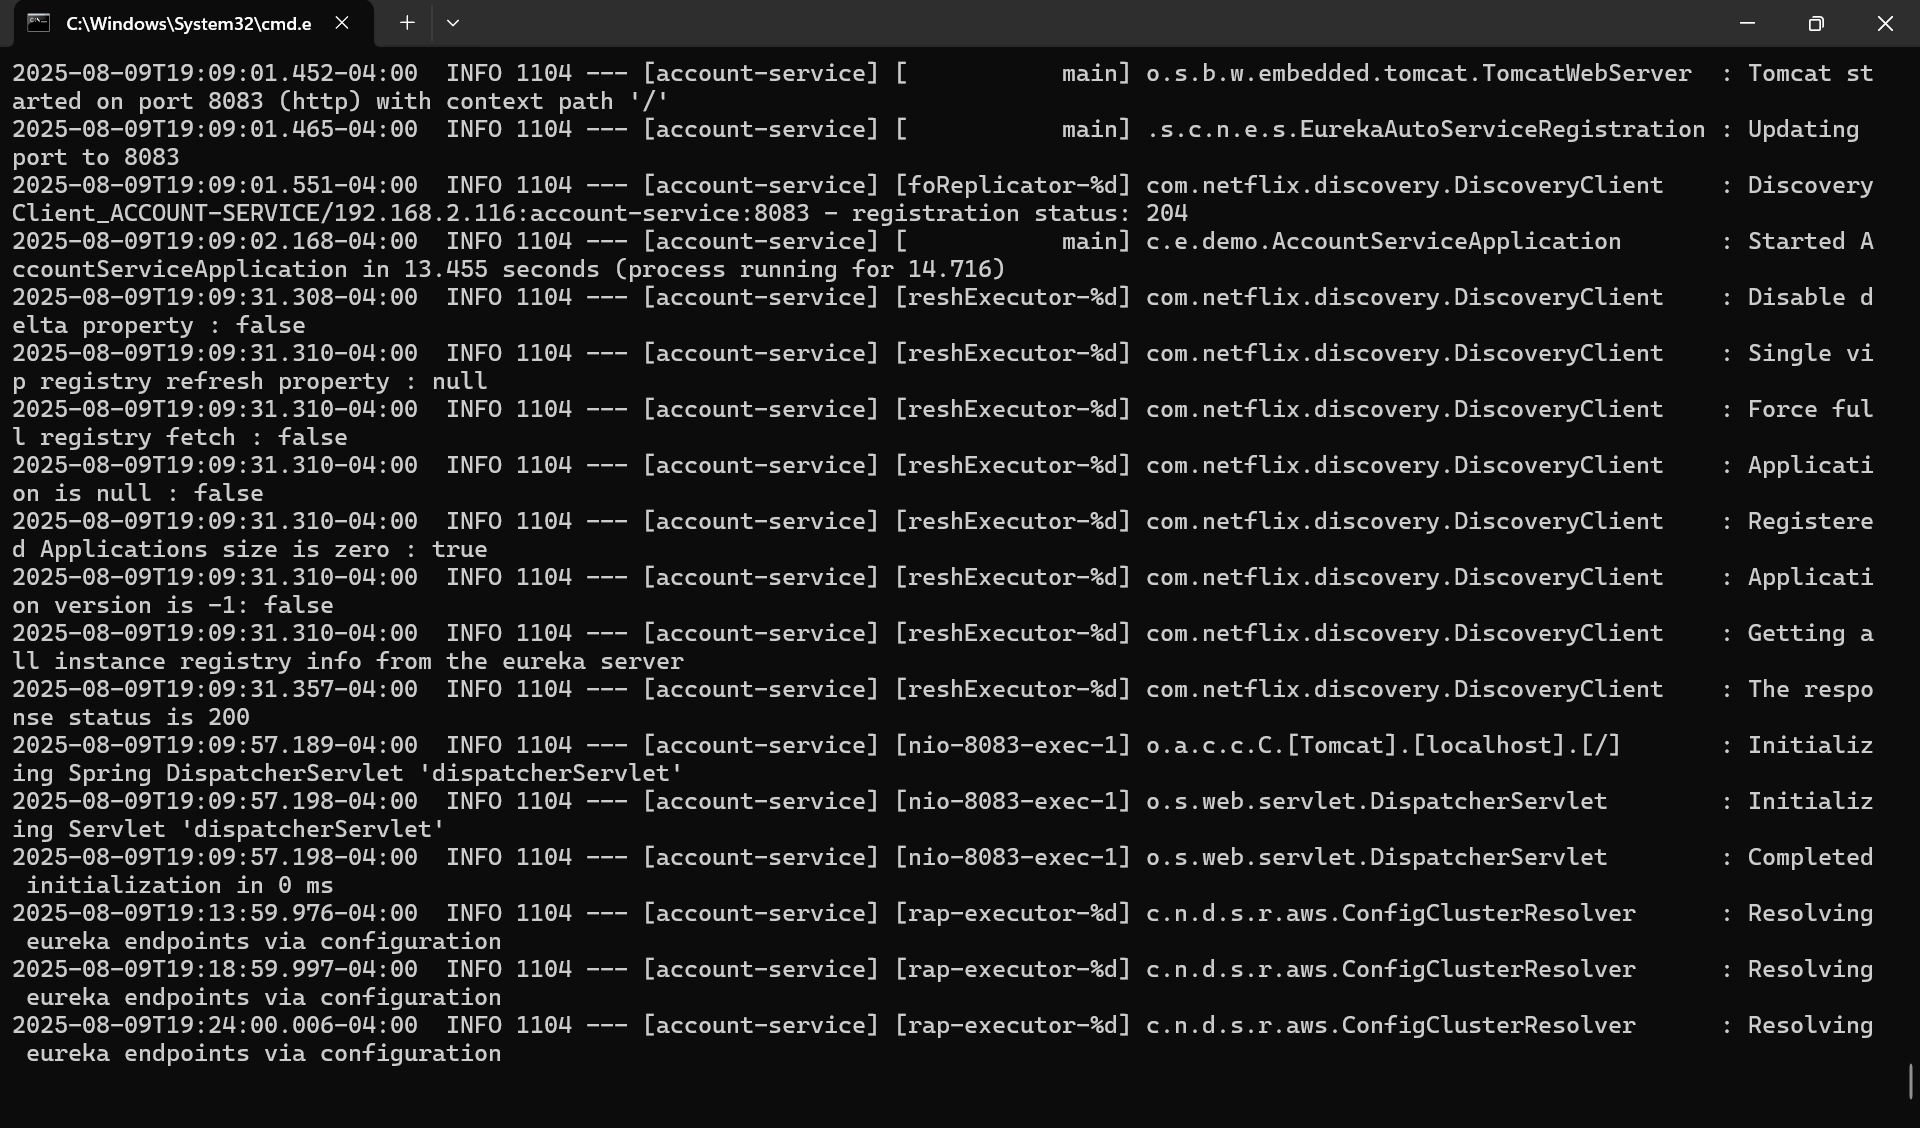 C:\Windows\System32\cmd.e
2025-08-09T19:09:01.452-04:00  INFO 1104 --- [account-service] [           main] o.s.b.w.embedded.tomcat.TomcatWebServer  : Tomcat st
arted on port 8083 (http) with context path '/'
2025-08-09T19:09:01.465-04:00  INFO 1104 --- [account-service] [           main] .s.c.n.e.s.EurekaAutoServiceRegistration : Updating
port to 8083
2025-08-09T19:09:01.551-04:00  INFO 1104 --- [account-service] [foReplicator-%d] com.netflix.discovery.DiscoveryClient    : Discovery
Client_ACCOUNT-SERVICE/192.168.2.116:account-service:8083 - registration status: 204
2025-08-09T19:09:02.168-04:00  INFO 1104 --- [account-service] [           main] c.e.demo.AccountServiceApplication       : Started A
ccountServiceApplication in 13.455 seconds (process running for 14.716)
2025-08-09T19:09:31.308-04:00  INFO 1104 --- [account-service] [reshExecutor-%d] com.netflix.discovery.DiscoveryClient    : Disable d
elta property : false
2025-08-09T19:09:31.310-04:00  INFO 1104 --- [account-service] [reshExecutor-%d] com.netflix.discovery.DiscoveryClient    : Single vi
p registry refresh property : null
2025-08-09T19:09:31.310-04:00  INFO 1104 --- [account-service] [reshExecutor-%d] com.netflix.discovery.DiscoveryClient    : Force ful
l registry fetch : false
2025-08-09T19:09:31.310-04:00  INFO 1104 --- [account-service] [reshExecutor-%d] com.netflix.discovery.DiscoveryClient    : Applicati
on is null : false
2025-08-09T19:09:31.310-04:00  INFO 1104 --- [account-service] [reshExecutor-%d] com.netflix.discovery.DiscoveryClient    : Registere
d Applications size is zero : true
2025-08-09T19:09:31.310-04:00  INFO 1104 --- [account-service] [reshExecutor-%d] com.netflix.discovery.DiscoveryClient    : Applicati
on version is -1: false
2025-08-09T19:09:31.310-04:00  INFO 1104 --- [account-service] [reshExecutor-%d] com.netflix.discovery.DiscoveryClient    : Getting a
ll instance registry info from the eureka server
2025-08-09T19:09:31.357-04:00  INFO 1104 --- [account-service] [reshExecutor-%d] com.netflix.discovery.DiscoveryClient    : The respo
nse status is 200
2025-08-09T19:09:57.189-04:00  INFO 1104 --- [account-service] [nio-8083-exec-1] o.a.c.c.C.[Tomcat].[localhost].[/]       : Initializ
ing Spring DispatcherServlet 'dispatcherServlet'
2025-08-09T19:09:57.198-04:00  INFO 1104 --- [account-service] [nio-8083-exec-1] o.s.web.servlet.DispatcherServlet        : Initializ
ing Servlet 'dispatcherServlet'
2025-08-09T19:09:57.198-04:00  INFO 1104 --- [account-service] [nio-8083-exec-1] o.s.web.servlet.DispatcherServlet        : Completed
 initialization in 0 ms
2025-08-09T19:13:59.976-04:00  INFO 1104 --- [account-service] [rap-executor-%d] c.n.d.s.r.aws.ConfigClusterResolver      : Resolving
 eureka endpoints via configuration
2025-08-09T19:18:59.997-04:00  INFO 1104 --- [account-service] [rap-executor-%d] c.n.d.s.r.aws.ConfigClusterResolver      : Resolving
 eureka endpoints via configuration
2025-08-09T19:24:00.006-04:00  INFO 1104 --- [account-service] [rap-executor-%d] c.n.d.s.r.aws.ConfigClusterResolver      : Resolving
 eureka endpoints via configuration